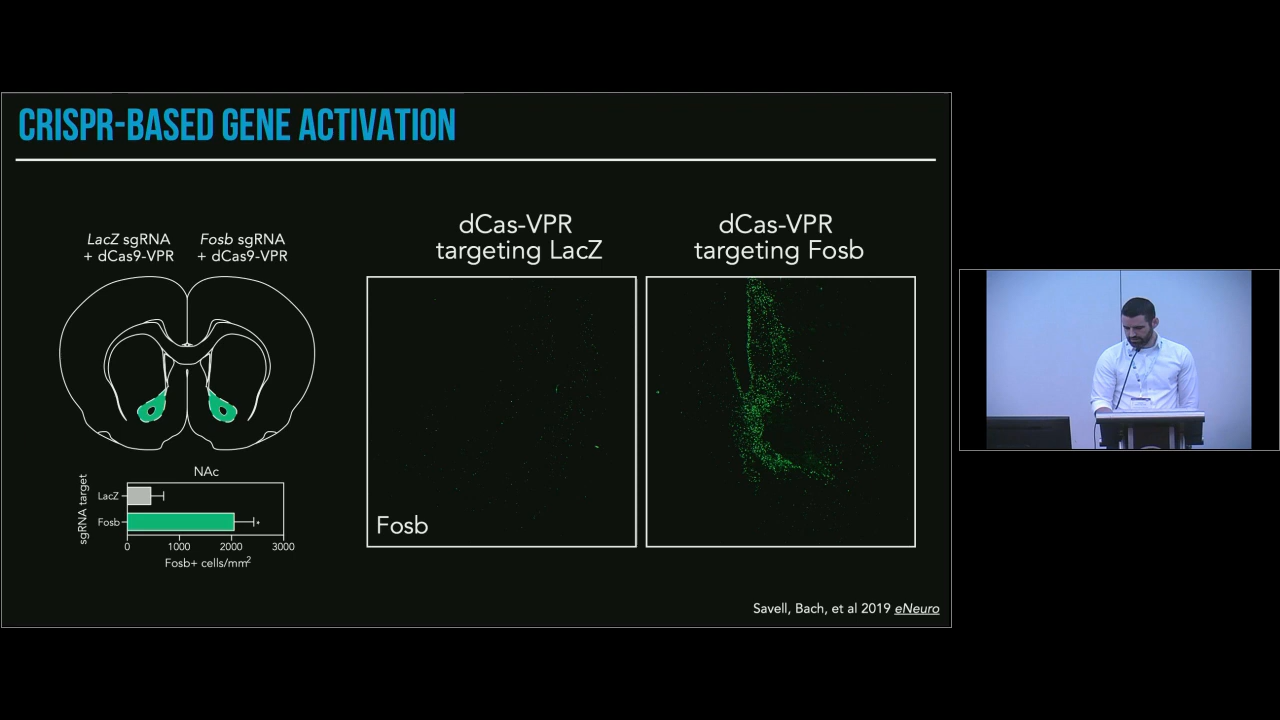 CRISPR-BASED GENE ACTIVATION
LacZ sgRNA
+ dCas9-VPR
Fosb sgRNA
+ dCas9-VPR
dCas-VPR
targeting LacZ
dCas-VPR
targeting Fosb
Fosb
NAc
sgRNA target
LacZ
Fosb
0 1000 2000 3000
Fosb+ cells/mm²
Savell, Bach, et al 2019 eNeuro